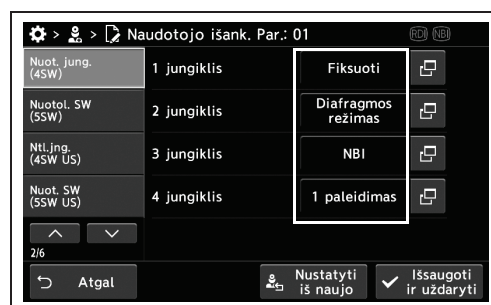 > > Naudotojo išank. Par.: 01 RDI NBI
Nuot. jung.
(4SW)
1 jungiklis
Fiksuoti
Nuotol. SW
(5SW)
2 jungiklis
Diafragmos
režimas
Ntl.jng.
(4SW US)
3 jungiklis
NBI
Nuot. SW
(5SW US)
4 jungiklis
1 paleidimas
2/6
Atgal
Nustatyti
iš naujo
Išsaugoti
ir uždaryti